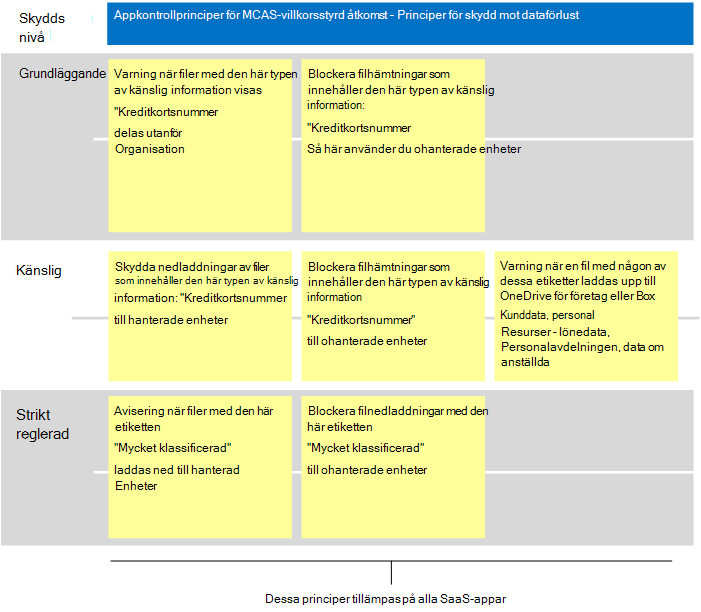 Skydds
nivå
Appkontrollprinciper för MCAS-villkorsstyrd åtkomst - Principer för skydd mot dataförlust
Grundläggande
Varning när filer med den här typen
av känslig information visas
"Kreditkortsnummer
delas utanför
Organisation
Blockera filhämtningar som
innehåller den här typen av känslig
information:
"Kreditkortsnummer
Så här använder du ohanterade enheter
Känslig
Skydda nedladdningar av filer
som innehåller den här typen av känslig
information: "Kreditkortsnummer
till hanterade enheter
Blockera filhämtningar som
innehåller den här typen av känslig
information
"Kreditkortsnummer"
till ohanterade enheter
Varning när en fil med någon av
dessa etiketter laddas upp till
OneDrive för företag eller Box
Kunddata, personal
Resurser - lönedata,
Personalavdelningen, data om
anställda
Strikt
reglerad
Avisering när filer med den här
etiketten
"Mycket klassificerad"
laddas ned till hanterad
Enheter
Blockera filnedladdningar med den
här etiketten
"Mycket klassificerad"
till ohanterade enheter
Dessa principer tillämpas på alla SaaS-appar